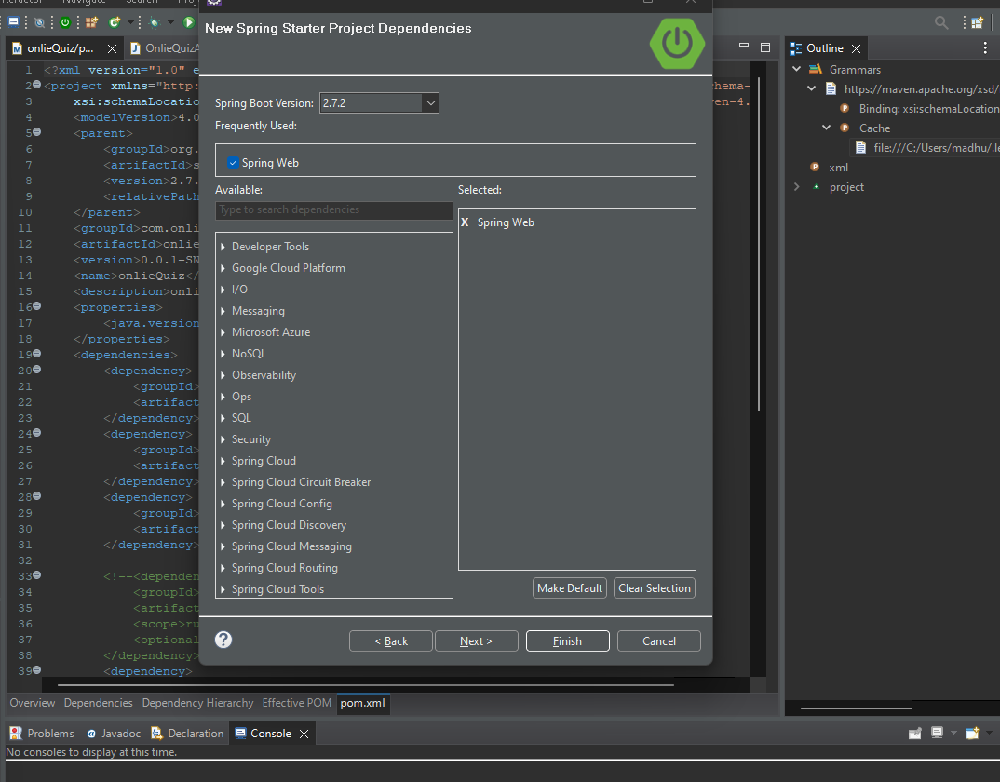 Refactor Navigate Search Proj
New Spring Starter Project Dependencies
onlieQuiz/p...
OnlieQuizA
Spring Boot Version: 2.7.2
Frequently Used:
Spring Web
Available:
Type to search dependencies
Developer Tools
Google Cloud Platform
I/O
Messaging
Microsoft Azure
NoSQL
Observability
Ops
SQL
Security
Spring Cloud
Spring Cloud Circuit Breaker
Spring Cloud Config
Spring Cloud Discovery
Spring Cloud Messaging
Spring Cloud Routing
Spring Cloud Tools
Selected:
X Spring Web
Make Default
Clear Selection
?
< Back
Next >
Finish
Cancel
1 <?xml version="1.0" e
2 <project xmlns="http: hema-
3 xsi:schemaLocatio en-4.
4 <modelVersion>4.0
5 <parent>
6 <groupId>org.
7 <artifactId>s
8 <version>2.7.
9 <relativePath
10 </parent>
11 <groupId>com.onli
12 <artifactId>onlie
13 <version>0.0.1-SN
14 <name>onlieQuiz</
15 <description>onli
16 <properties>
17 <java.version
18 </properties>
19 <dependencies>
20 <dependency>
21 <groupId>
22 <artifact
23 </dependency>
24 <dependency>
25 <groupId>
26 <artifact
27 </dependency>
28 <dependency>
29 <groupId>
30 <artifact
31 </dependency>
32
33 <!--<dependen
34 <groupId>
35 <artifact
36 <scope>ru
37 <optional
38 </dependency>
39 <dependency>
Overview Dependencies Dependency Hierarchy Effective POM pom.xml
Outline
Grammars
https://maven.apache.org/xsd/
Binding: xsi:schemaLocation
Cache
file:///C:/Users/madhu/.le
xml
project
Problems @ Javadoc Declaration Console
No consoles to display at this time.